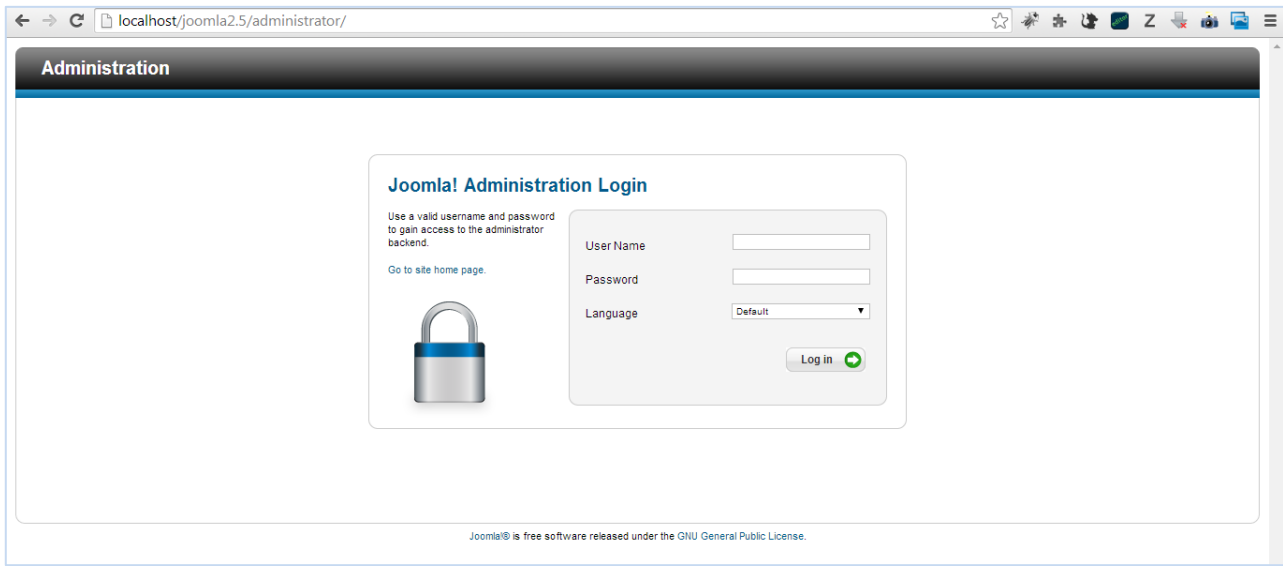 localhost/joomla2.5/administrator/
Administration
Joomla! Administration Login
Use a valid username and password
to gain access to the administrator
backend.
Go to site home page.
User Name
Password
Language
Default
Log in
Joomla!® is free software released under the GNU General Public License.